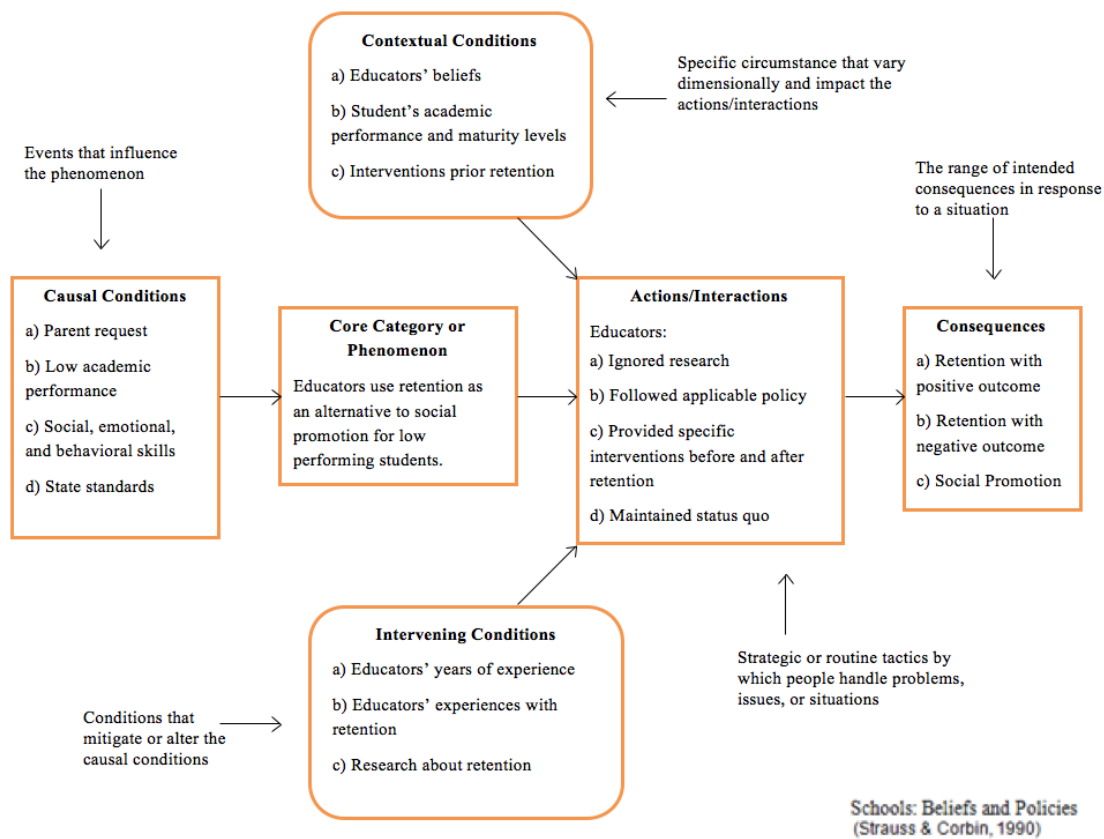 Contextual Conditions
a) Educators' beliefs
b) Student's academic
performance and maturity levels
c) Interventions prior retention
Specific circumstance that vary
dimensionally and impact the
actions/interactions
Events that influence
the phenomenon
The range of intended
consequences in response
to a situation
Causal Conditions
a) Parent request
b) Low academic
performance
c) Social, emotional,
and behavioral skills
d) State standards
Core Category or
Phenomenon
Educators use retention as
an alternative to social
promotion for low
performing students.
Actions/Interactions
Educators:
a) Ignored research
b) Followed applicable policy
c) Provided specific
interventions before and after
retention
d) Maintained status quo
Consequences
a) Retention with
positive outcome
b) Retention with
negative outcome
c) Social Promotion
Intervening Conditions
a) Educators' years of experience
b) Educators' experiences with
retention
c) Research about retention
Conditions that
mitigate or alter the
causal conditions
Strategic or routine tactics by
which people handle problems,
issues, or situations
Schools: Beliefs and Policies
(Strauss & Corbin, 1990)